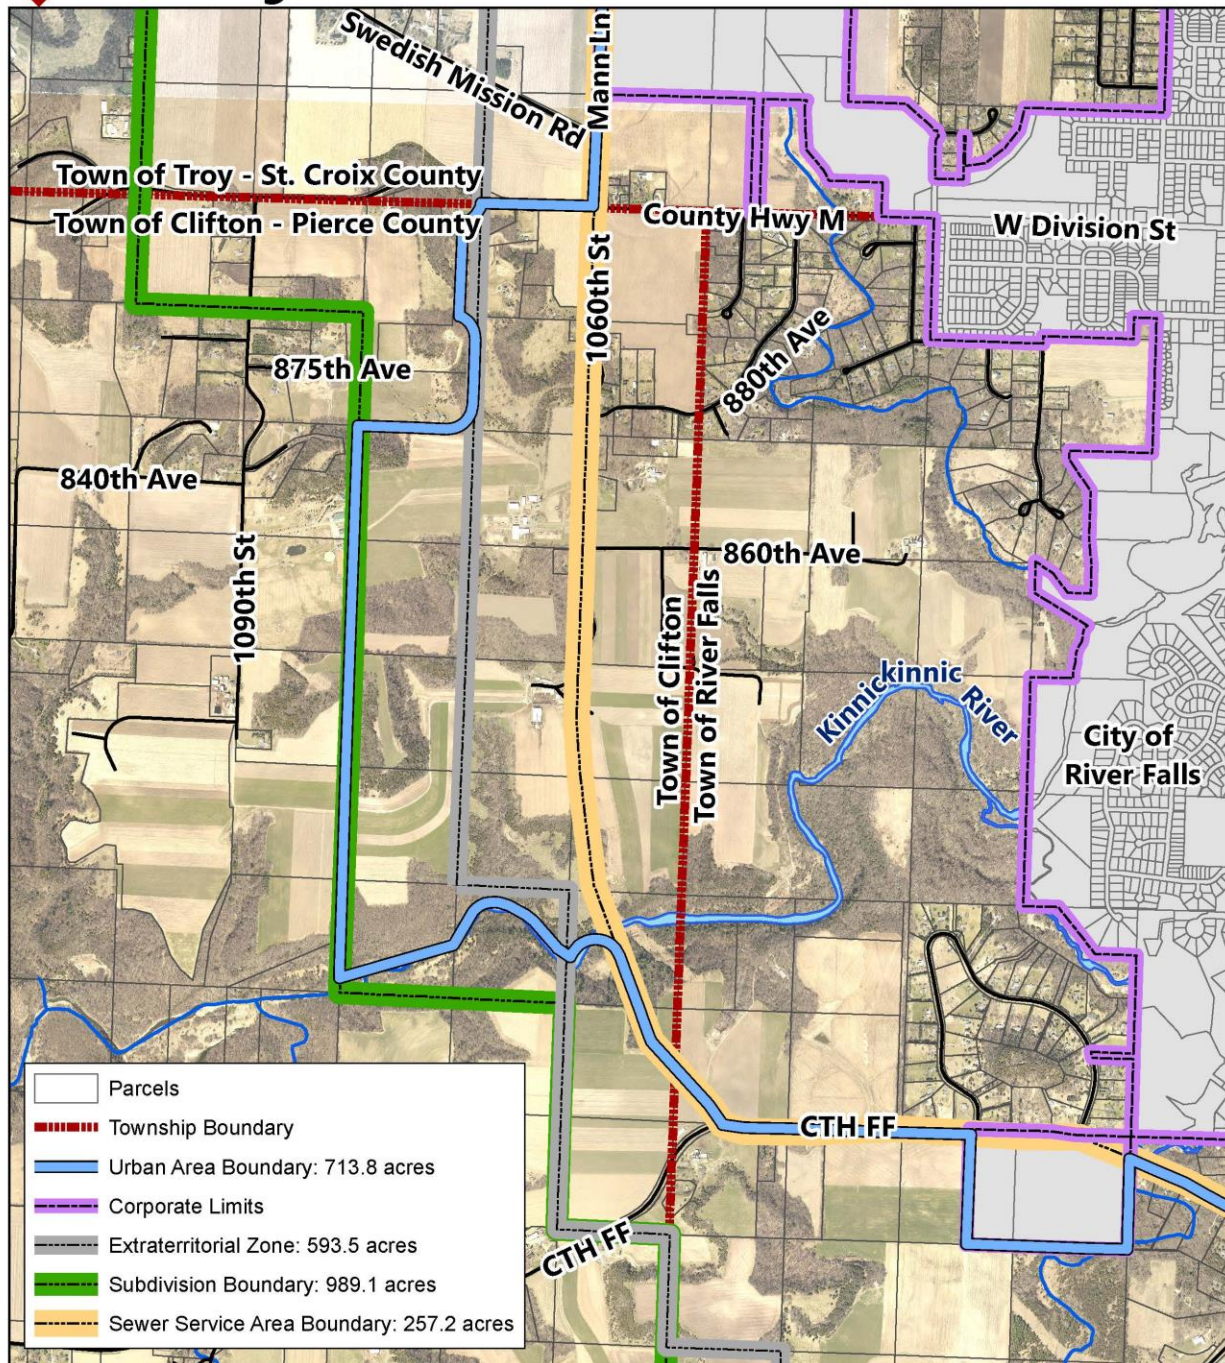 Swedish Mission Rd
Mann Ln
Town of Troy - St. Croix County
Town of Clifton - Pierce County
County Hwy M
W Division St
1060th St
875th Ave
880th Ave
840th Ave
1090th St
860th Ave
Town of Clifton
Town of River Falls
Kinnickinnic River
City of
River Falls
CTH FF
CTH FF
Parcels
Township Boundary
Urban Area Boundary: 713.8 acres
Corporate Limits
Extraterritorial Zone: 593.5 acres
Subdivision Boundary: 989.1 acres
Sewer Service Area Boundary: 257.2 acres